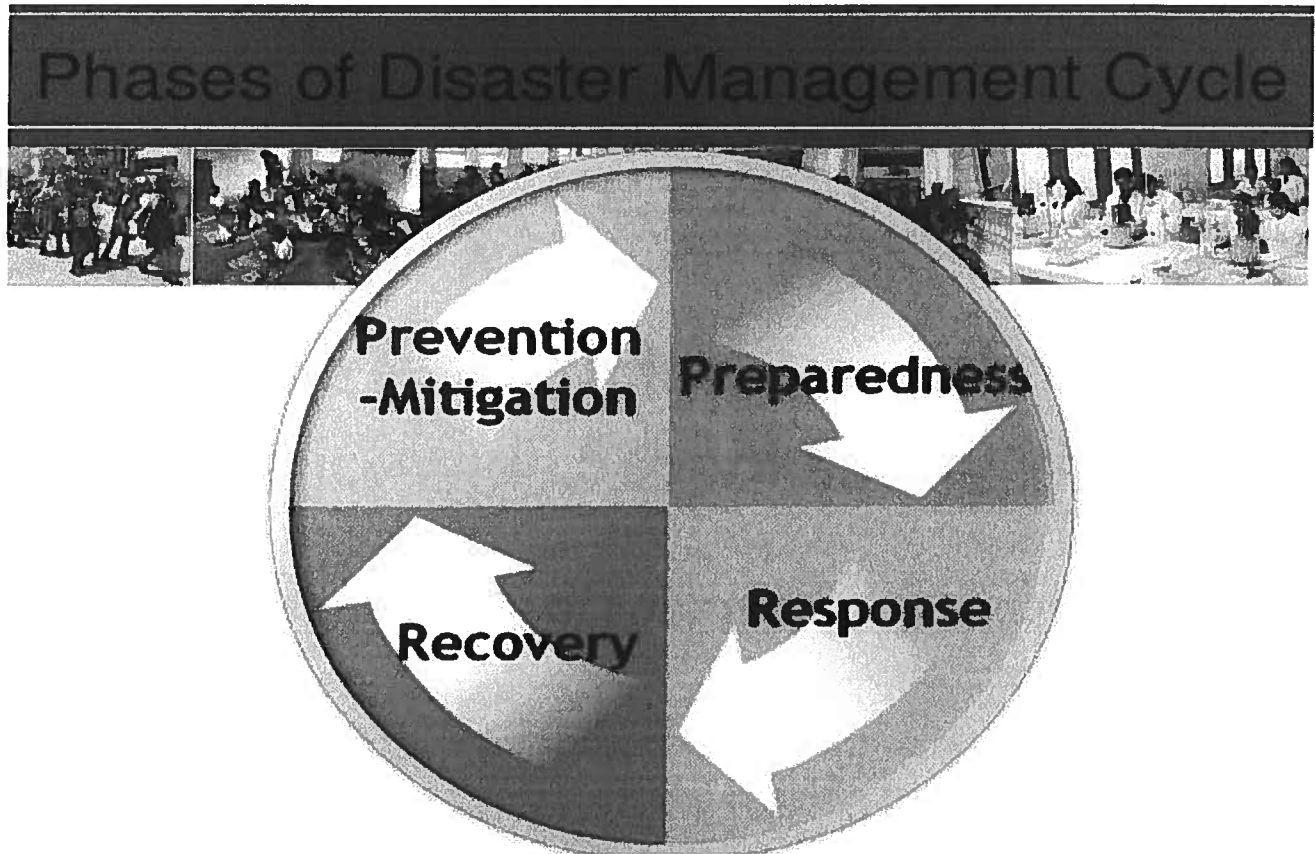 Phases of Disaster Management Cycle
Prevention
-Mitigation
Preparedness
Response
Recovery